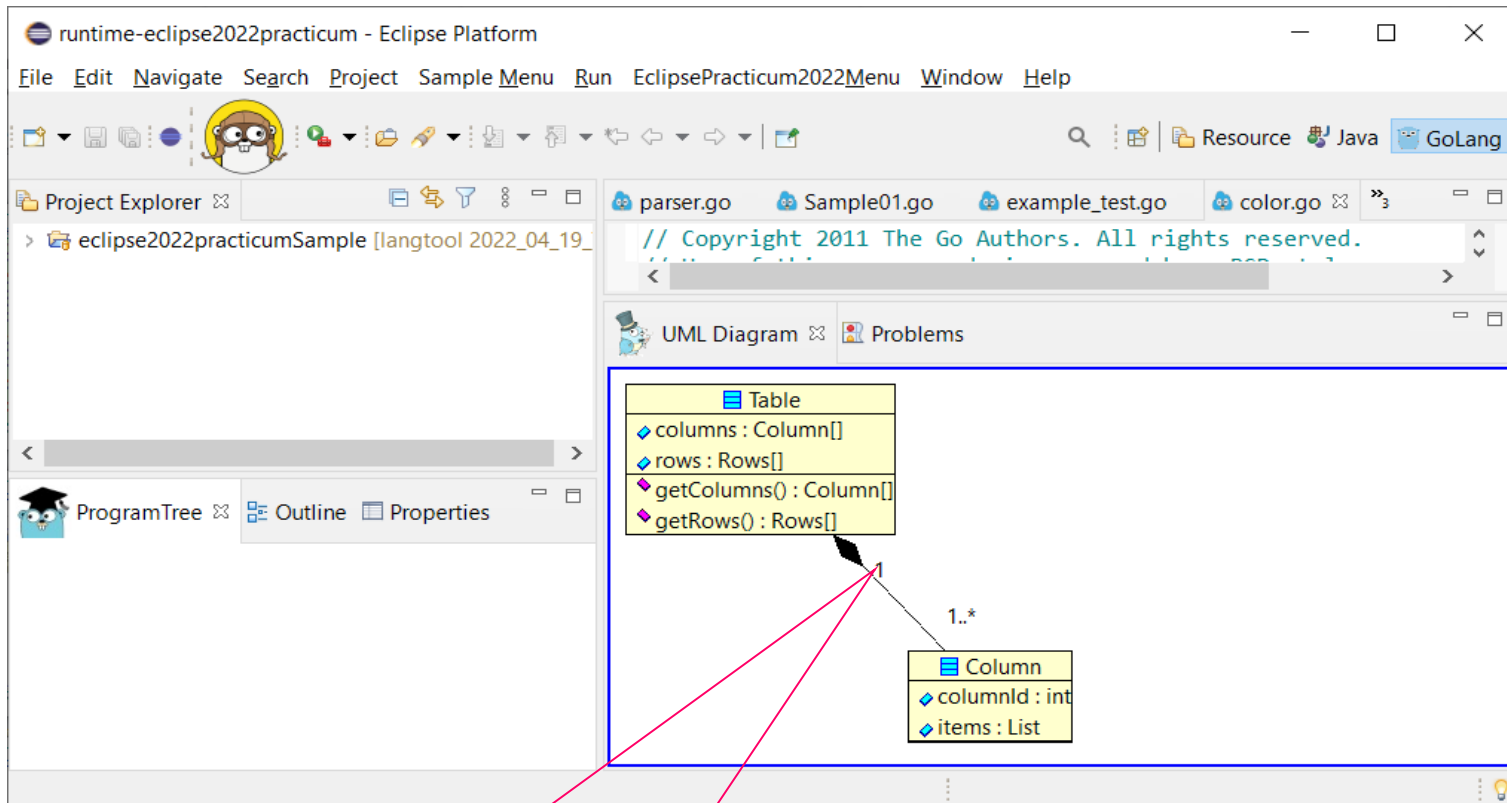 runtime-eclipse2022practicum - Eclipse Platform
File Edit Navigate Search Project Sample Menu Run EclipsePracticum2022Menu Window Help
Resource Java GoLang
Project Explorer
eclipse2022practicumSample [langtool 2022_04_19_
parser.go Sample01.go example_test.go color.go »3
// Copyright 2011 The Go Authors. All rights reserved.
UML Diagram Problems
Table
columns : Column[]
rows : Rows[]
getColumns() : Column[]
getRows() : Rows[]
1
1..*
Column
columnId : int
items : List
ProgramTree Outline Properties